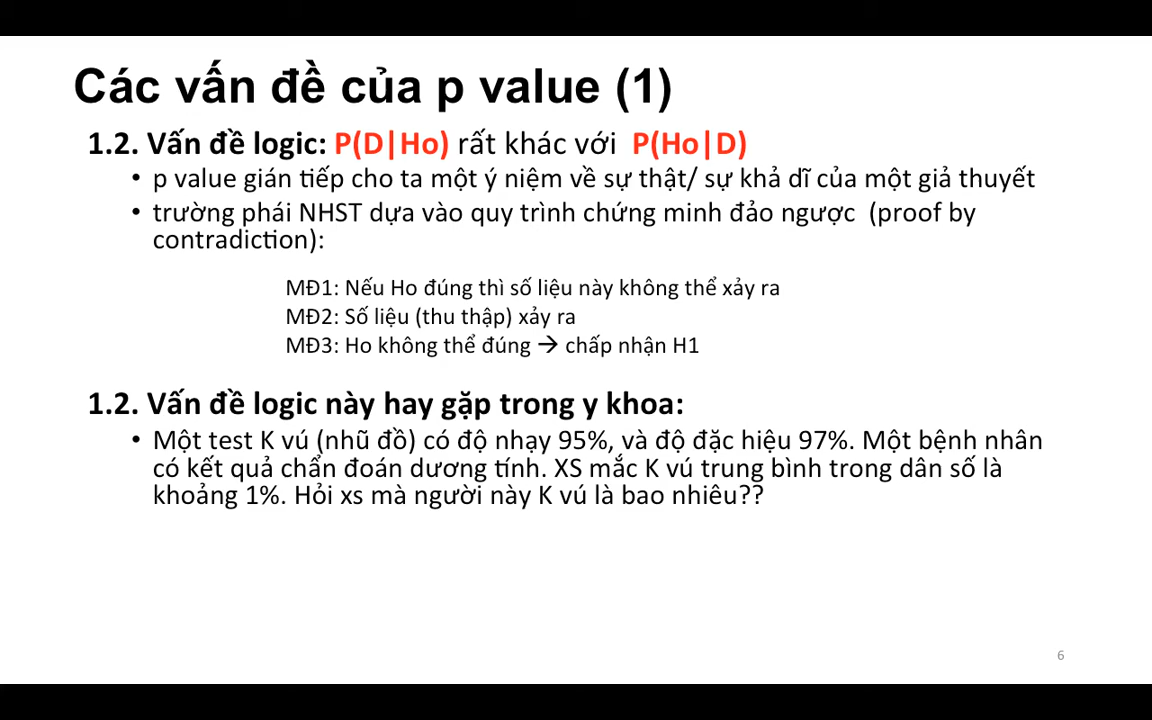 Các vấn đề của p value (1)
1.2. Vấn đề logic: P(D|Ho) rất khác với P(Ho|D)
• p value gián tiếp cho ta một ý niệm về sự thật/ sự khả dĩ của một giả thuyết
• trường phái NHST dựa vào quy trình chứng minh đảo ngược (proof by
contradiction):
MĐ1: Nếu Ho đúng thì số liệu này không thể xảy ra
MĐ2: Số liệu (thu thập) xảy ra
MĐ3: Ho không thể đúng → chấp nhận H1
1.2. Vấn đề logic này hay gặp trong y khoa:
• Một test K vú (nhũ đồ) có độ nhạy 95%, và độ đặc hiệu 97%. Một bệnh nhân
có kết quả chẩn đoán dương tính. XS mắc K vú trung bình trong dân số là
khoảng 1%. Hỏi xs mà người này K vú là bao nhiêu??
6